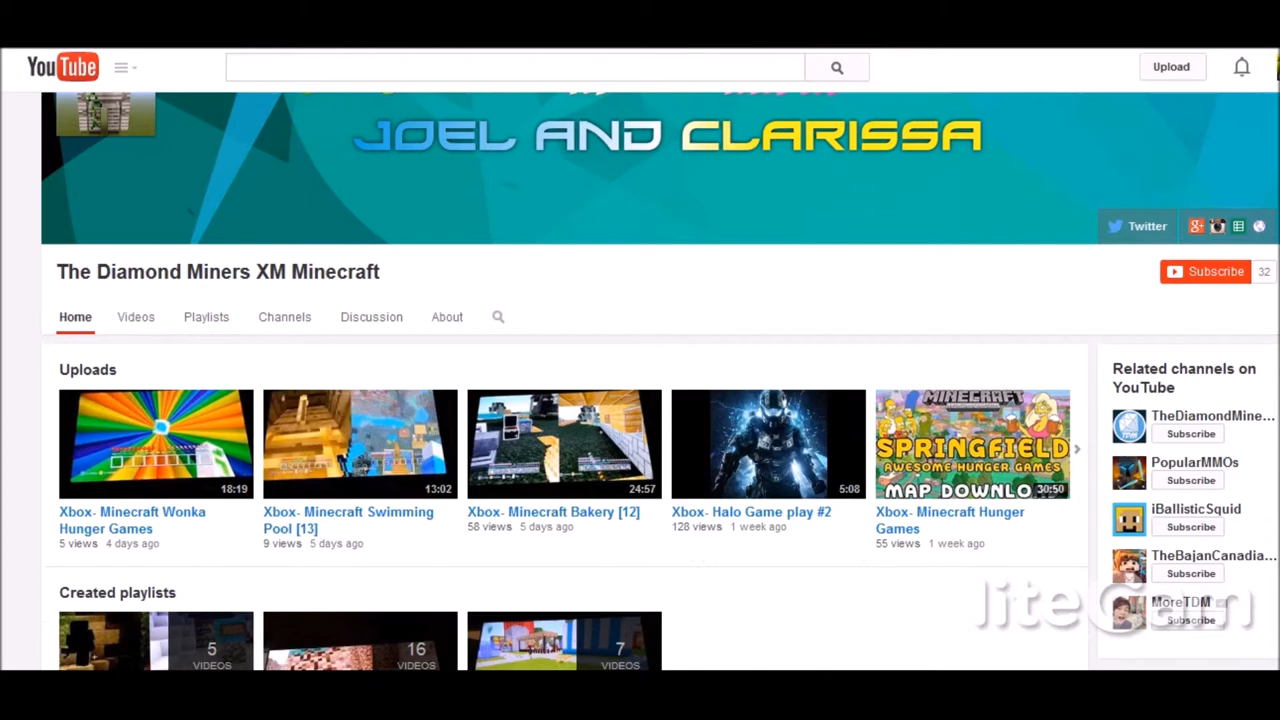 YouTube
Upload
JOEL AND CLARISSA
Twitter
The Diamond Miners XM Minecraft
Subscribe 32
Home Videos Playlists Channels Discussion About
Uploads
18:19
13:02
24:57
5:08
MINECRAFT
SPRINGFIELD
AWESOME HUNGER GAMES
MAP DOWNLO
30:50
Xbox- Minecraft Wonka
Hunger Games
5 views 4 days ago
Xbox- Minecraft Swimming
Pool [13]
9 views 5 days ago
Xbox- Minecraft Bakery [12]
58 views 5 days ago
Xbox- Halo Game play #2
128 views 1 week ago
Xbox- Minecraft Hunger
Games
55 views 1 week ago
Created playlists
5
VIDEOS
16
VIDEOS
7
VIDEOS
Related channels on
YouTube
TheDiamondMine...
Subscribe
PopularMMOs
Subscribe
iBallisticSquid
Subscribe
TheBajanCanadia...
Subscribe
MoreTDM
Subscribe
liteCam